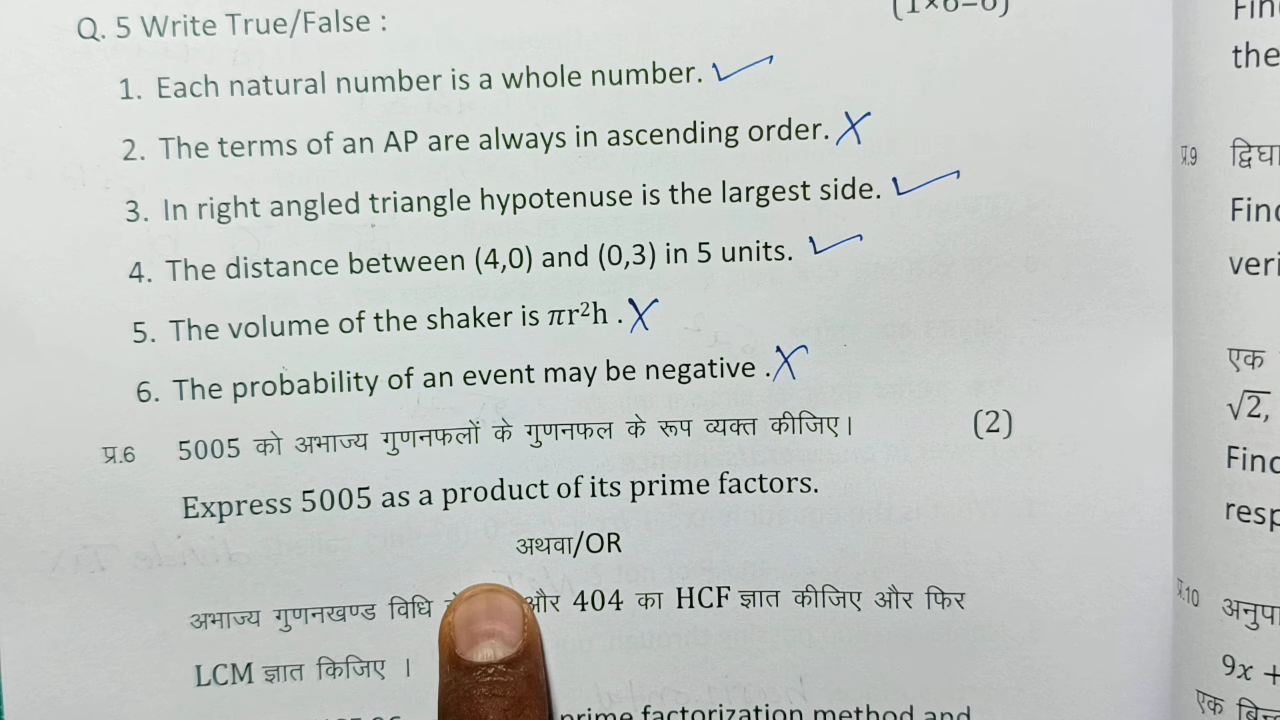 (1×6=6)
Q. 5 Write True/False :
1. Each natural number is a whole number. ✓
2. The terms of an AP are always in ascending order. X
3. In right angled triangle hypotenuse is the largest side. ✓
4. The distance between (4,0) and (0,3) in 5 units. ✓
5. The volume of the shaker is πr²h . X
6. The probability of an event may be negative . X
प्र.6 5005 को अभाज्य गुणनफलों के गुणनफल के रूप व्यक्त कीजिए। (2)
Express 5005 as a product of its prime factors.
अथवा/OR
अभाज्य गुणनखण्ड विधि और 404 का HCF ज्ञात कीजिए और फिर
LCM ज्ञात किजिए ।
prime factorization method and
the
प्र.9
एक
√2,
प्र.10
9x +
एक